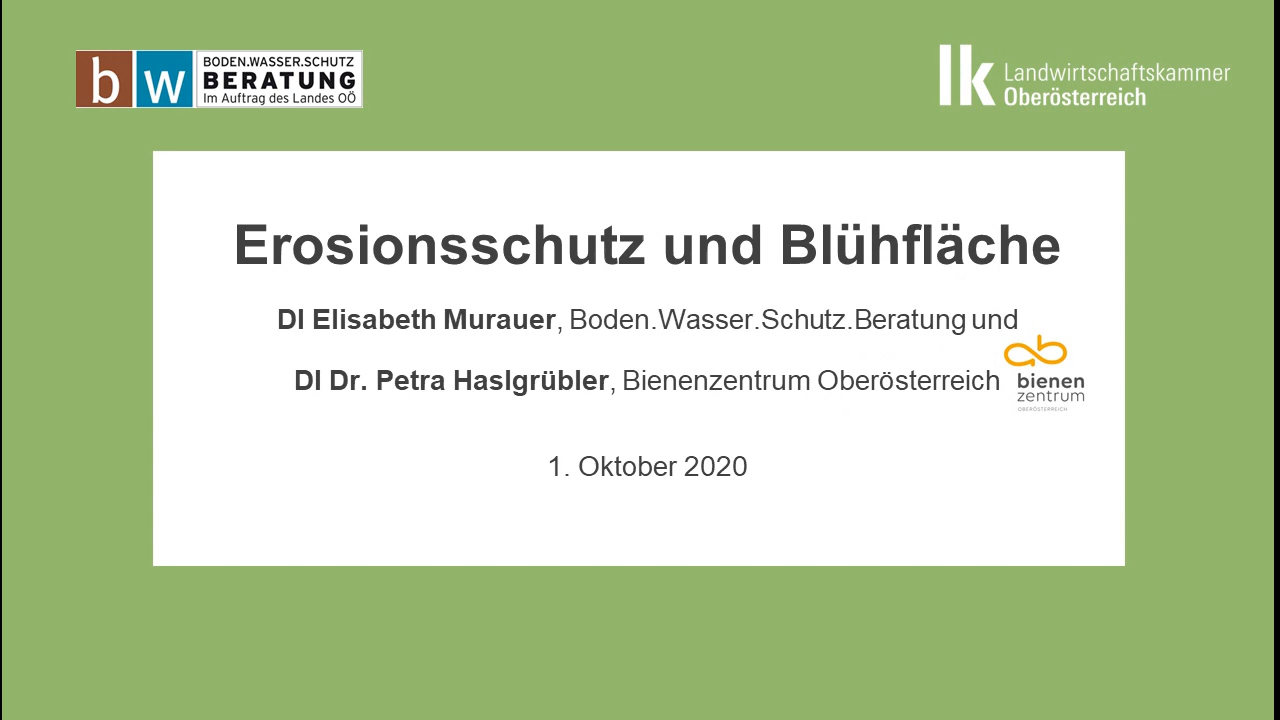 bw
BODEN.WASSER.SCHUTZ
BERATUNG
Im Auftrag des Landes OÖ
lk Landwirtschaftskammer
Oberösterreich
Erosionsschutz und Blühfläche
DI Elisabeth Murauer, Boden.Wasser.Schutz.Beratung und
DI Dr. Petra Haslgrübler, Bienenzentrum Oberösterreich
bienen
zentrum
OBERÖSTERREICH
1. Oktober 2020